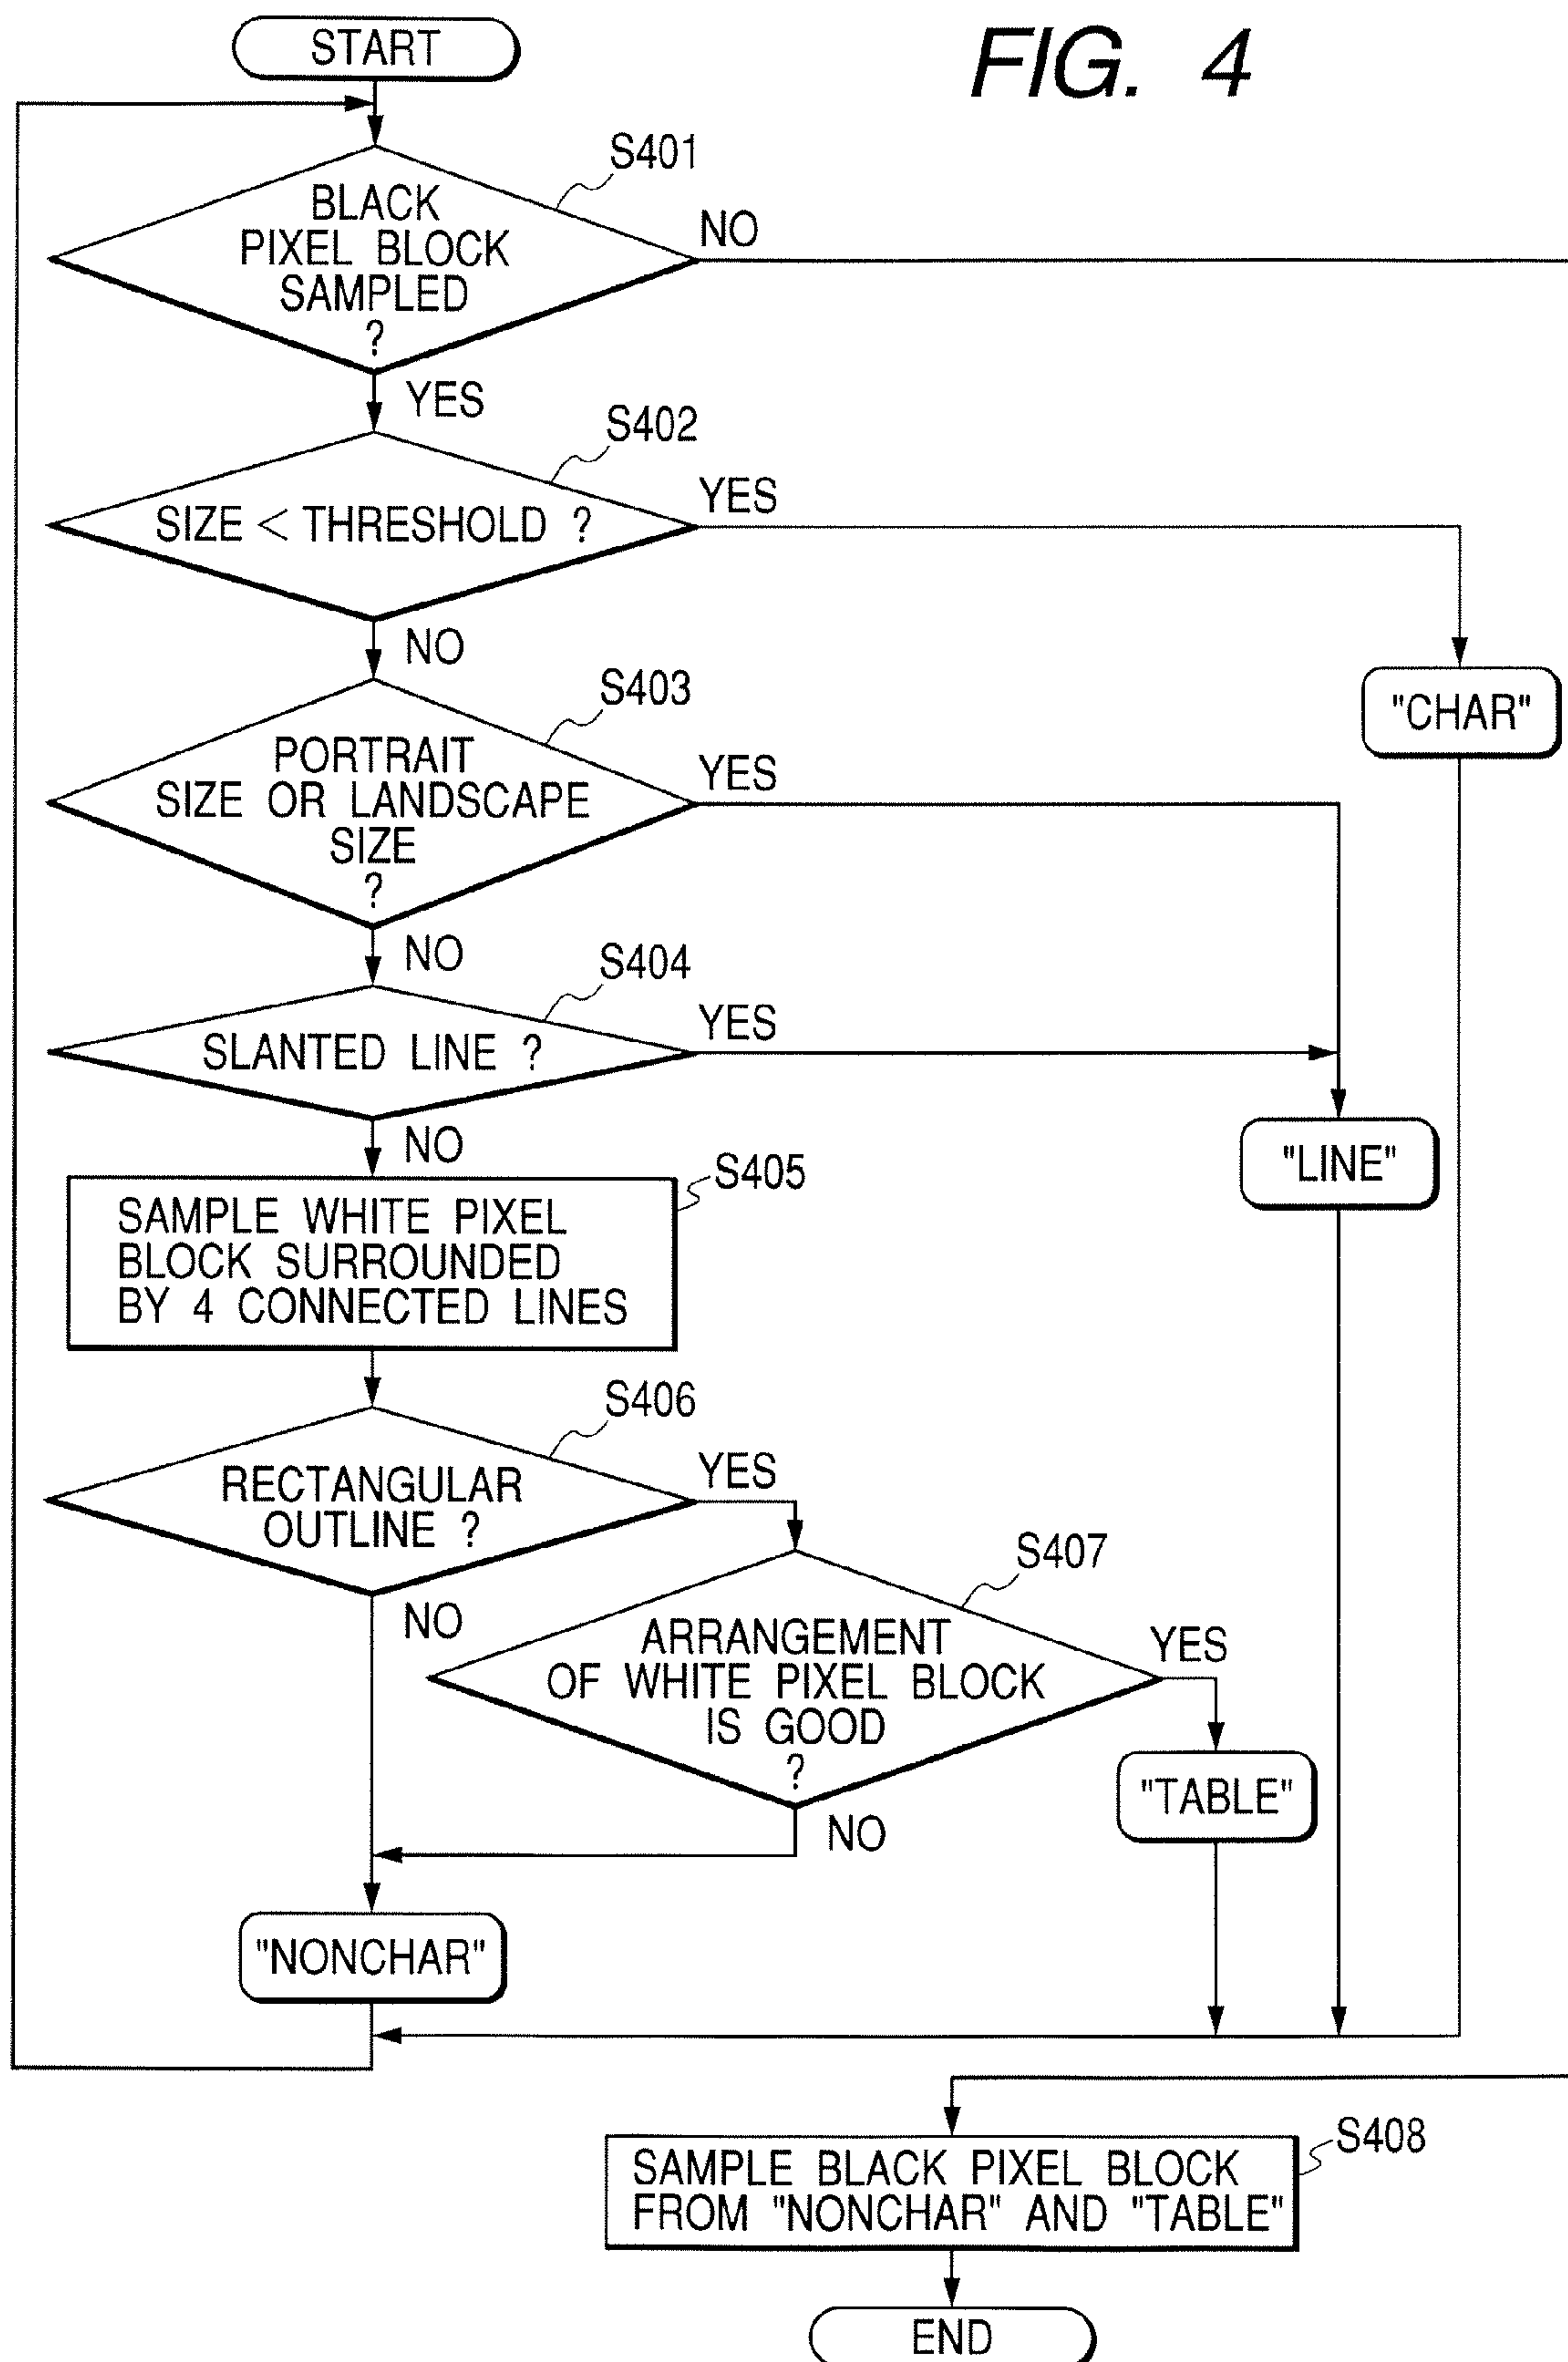 FIG. 4
START
S401
BLACK
PIXEL BLOCK
SAMPLED
?
NO
YES
S402
SIZE < THRESHOLD ?
YES
NO
"CHAR"
S403
PORTRAIT
SIZE OR LANDSCAPE
SIZE
?
YES
NO
S404
SLANTED LINE ?
YES
NO
"LINE"
S405
SAMPLE WHITE PIXEL
BLOCK SURROUNDED
BY 4 CONNECTED LINES
S406
RECTANGULAR
OUTLINE ?
YES
NO
S407
ARRANGEMENT
OF WHITE PIXEL BLOCK
IS GOOD
?
YES
NO
"TABLE"
"NONCHAR"
S408
SAMPLE BLACK PIXEL BLOCK
FROM "NONCHAR" AND "TABLE"
END